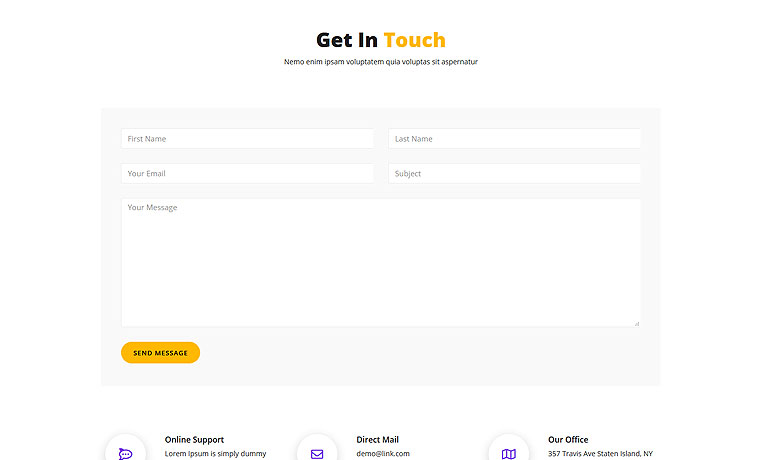 Get In Touch
Nemo enim ipsam voluptatem quia voluptas sit aspernatur
First Name
Last Name
Your Email
Subject
Your Message
SEND MESSAGE
Online Support
Lorem Ipsum is simply dummy
Direct Mail
demo@link.com
Our Office
357 Travis Ave Staten Island, NY